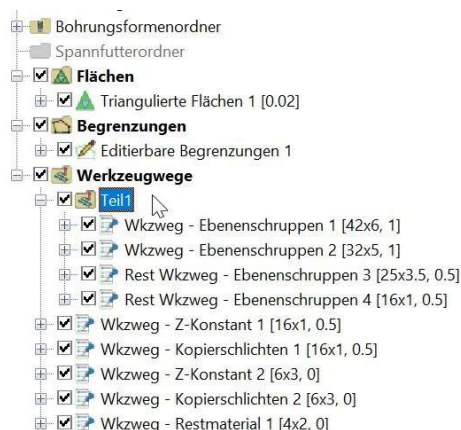 Bohrungsformenordner
Spannfutterordner
Flächen
Triangulierte Flächen 1 [0.02]
Begrenzungen
Editierbare Begrenzungen 1
Werkzeugwege
Teil1
Wkzweg - Ebenenschruppen 1 [42x6, 1]
Wkzweg - Ebenenschruppen 2 [32x5, 1]
Rest Wkzweg - Ebenenschruppen 3 [25x3.5, 0.5]
Rest Wkzweg - Ebenenschruppen 4 [16x1, 0.5]
Wkzweg - Z-Konstant 1 [16x1, 0.5]
Wkzweg - Kopierschlichten 1 [16x1, 0.5]
Wkzweg - Z-Konstant 2 [6x3, 0]
Wkzweg - Kopierschlichten 2 [6x3, 0]
Wkzweg - Restmaterial 1 [4x2, 0]